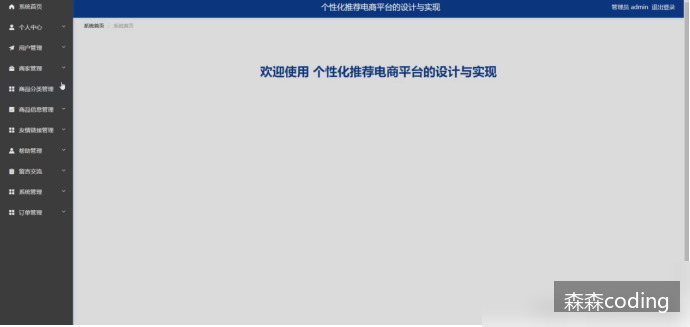 系统首页
个性化推荐电商平台的设计与实现
管理员 admin 退出登录
个人中心
系统首页 系统首页
用户管理
商家管理
欢迎使用 个性化推荐电商平台的设计与实现
商品分类管理
商品信息管理
友情链接管理
帮助管理
留言交流
系统管理
订单管理
森森coding